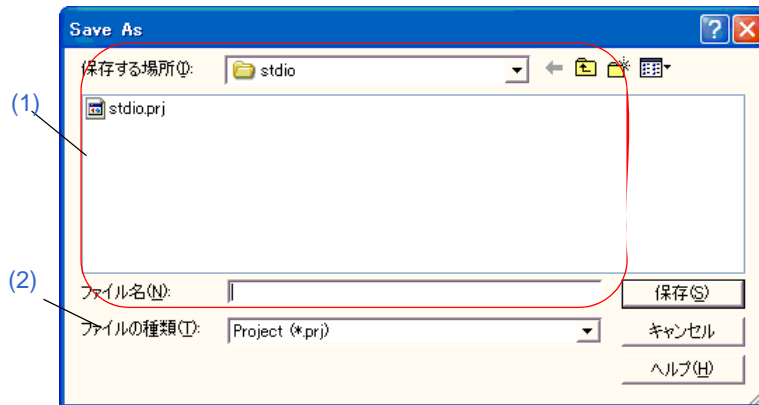 Save As
保存する場所(I): stdio
(1)
stdio.prj
(2)
ファイル名(N): 保存(S)
ファイルの種類(T): Project (*.prj) キャンセル
ヘルプ(H)